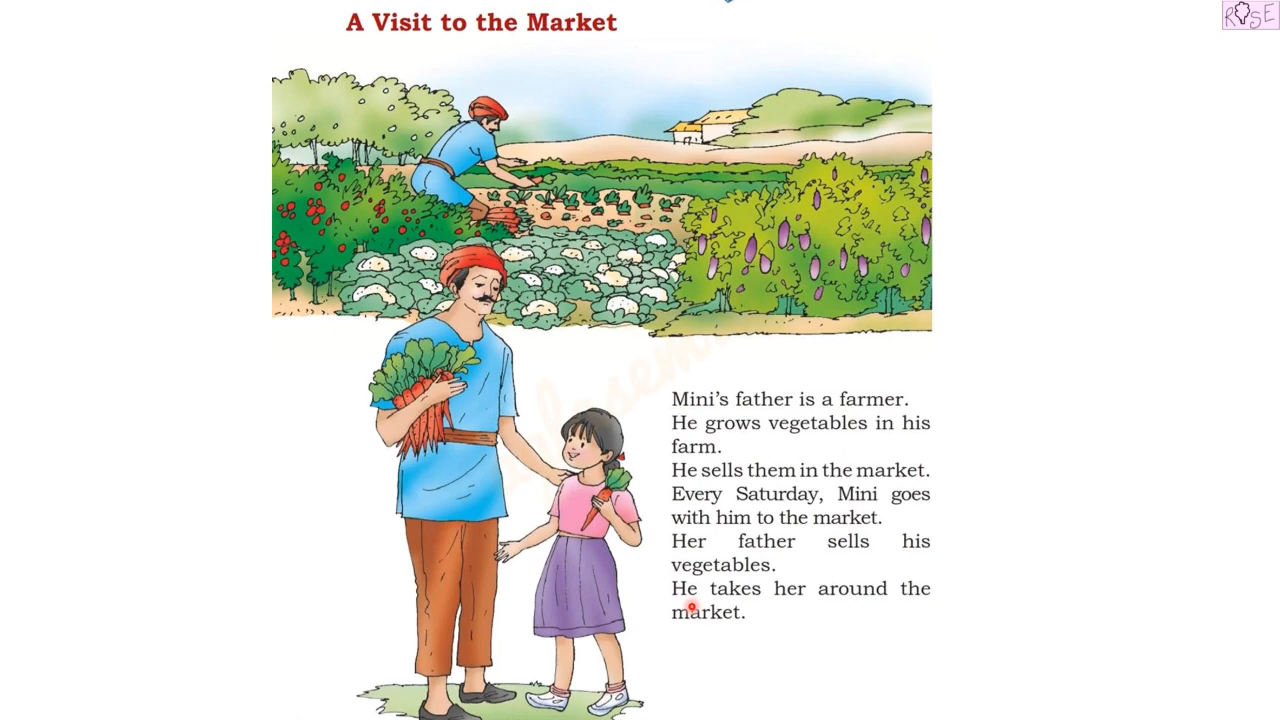 A Visit to the Market
ROSE
Mini's father is a farmer.
He grows vegetables in his
farm.
He sells them in the market.
Every Saturday, Mini goes
with him to the market.
Her father sells his
vegetables.
He takes her around the
market.